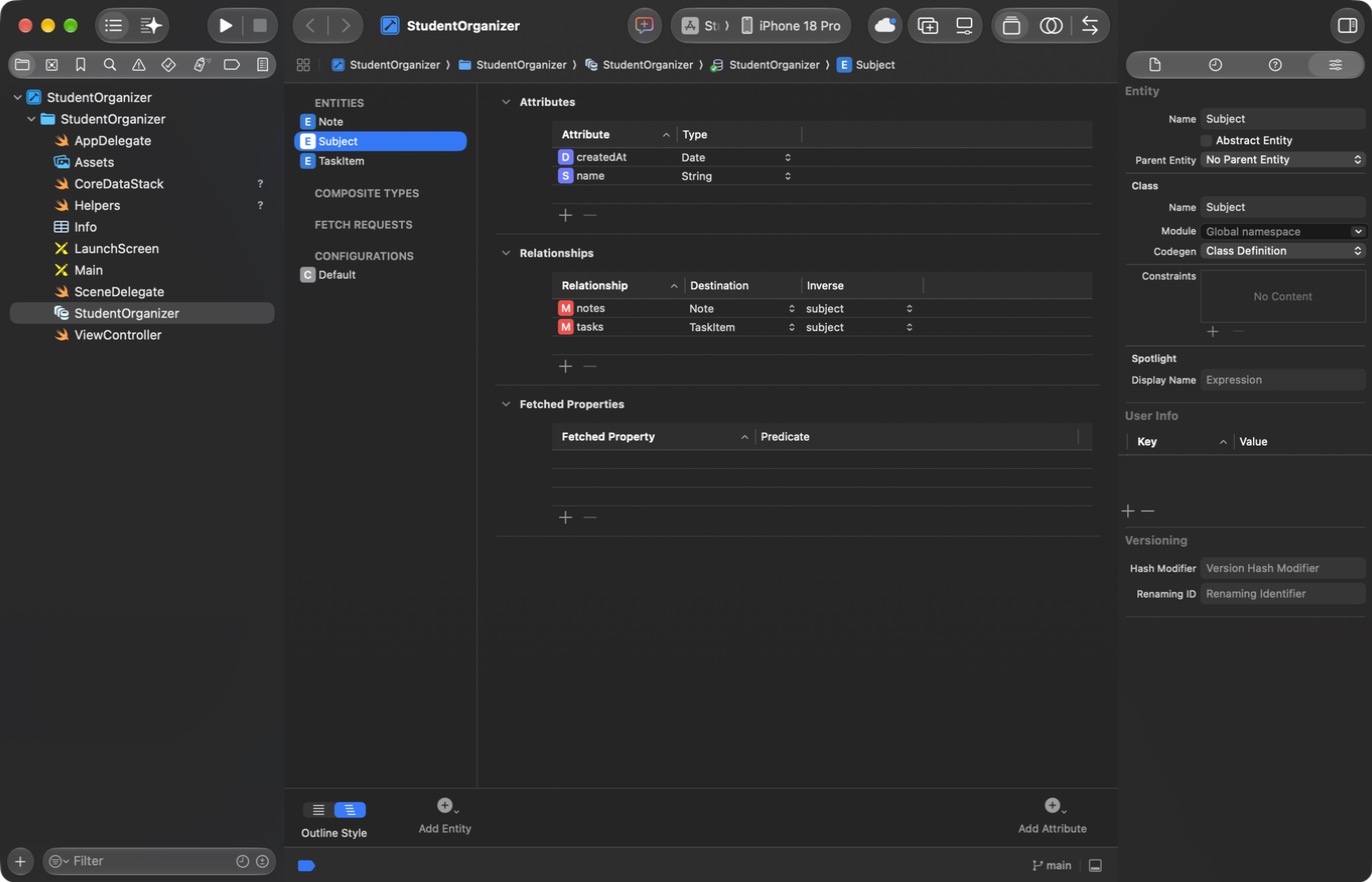 StudentOrganizer
St
iPhone 18 Pro
StudentOrganizer
StudentOrganizer
AppDelegate
Assets
CoreDataStack ?
Helpers ?
Info
LaunchScreen
Main
SceneDelegate
StudentOrganizer
ViewController
Filter
StudentOrganizer 〉 StudentOrganizer 〉 StudentOrganizer 〉 StudentOrganizer 〉 E Subject
ENTITIES
E Note
E Subject
E TaskItem
COMPOSITE TYPES
FETCH REQUESTS
CONFIGURATIONS
C Default
Attributes
Attribute Type
D createdAt Date
S name String
Relationships
Relationship Destination Inverse
M notes Note subject
M tasks TaskItem subject
Fetched Properties
Fetched Property Predicate
Outline Style
Add Entity
Add Attribute
main
Entity
Name Subject
Abstract Entity
Parent Entity No Parent Entity
Class
Name Subject
Module Global namespace
Codegen Class Definition
Constraints
No Content
Spotlight
Display Name Expression
User Info
Key Value
Versioning
Hash Modifier Version Hash Modifier
Renaming ID Renaming Identifier